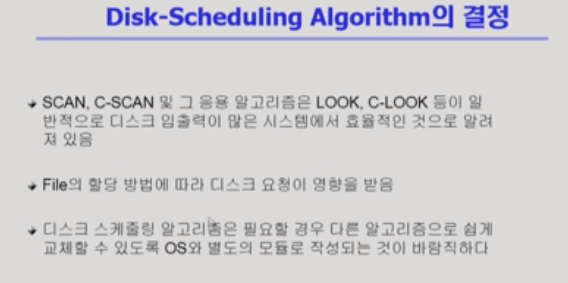 Disk-Scheduling Algorithm의 결정
SCAN, C-SCAN 및 그 응용 알고리즘은 LOOK, C-LOOK 등이 일
반적으로 디스크 입출력이 많은 시스템에서 효율적인 것으로 알려
져 있음
File의 할당 방법에 따라 디스크 요청이 영향을 받음
디스크 스케줄링 알고리즘은 필요할 경우 다른 알고리즘으로 쉽게
교체할 수 있도록 OS와 별도의 모듈로 작성되는 것이 바람직하다